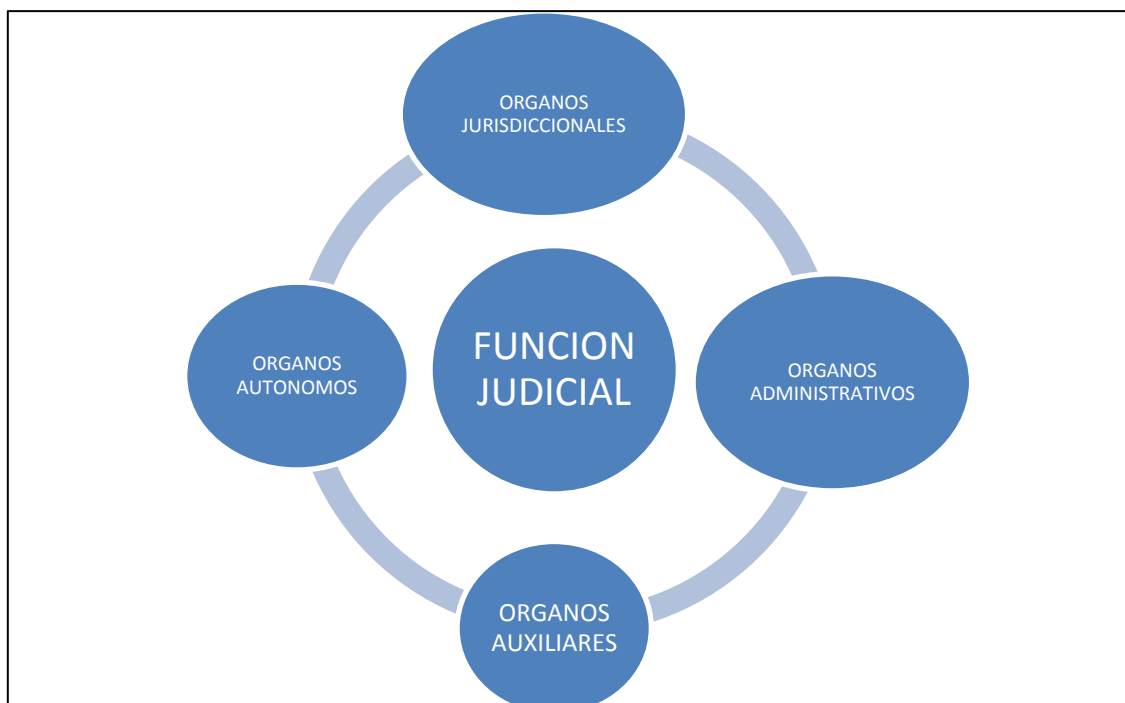 ORGANOS
JURISDICCIONALES
FUNCION
JUDICIAL
ORGANOS
AUTONOMOS
ORGANOS
ADMINISTRATIVOS
ORGANOS
AUXILIARES